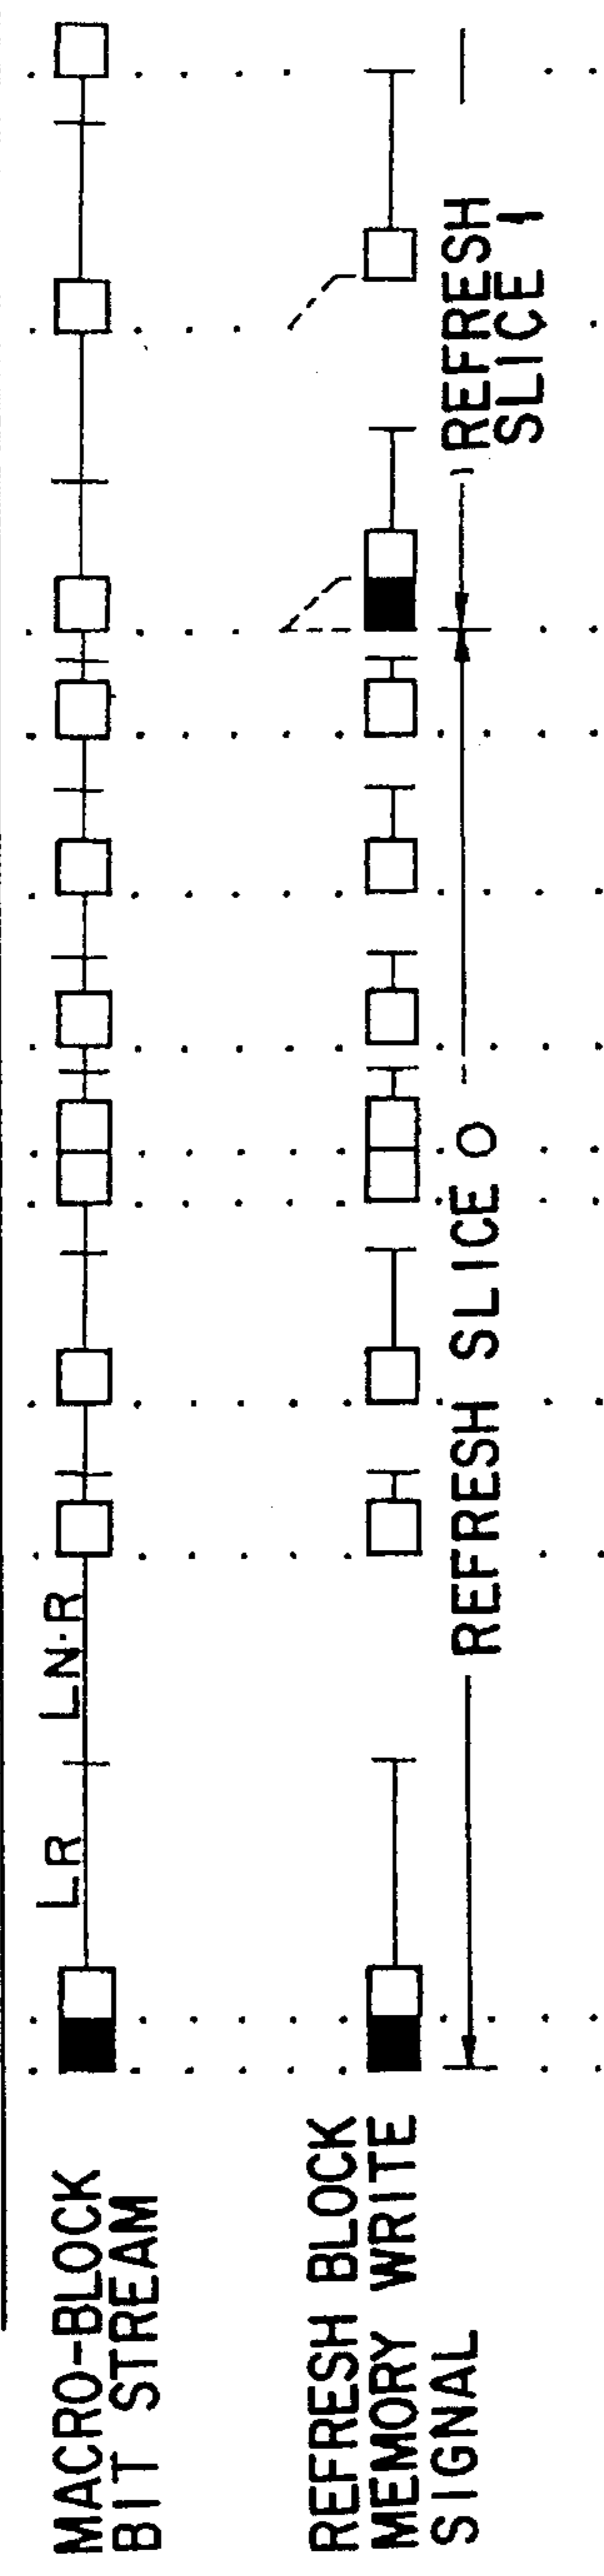 MACRO-BLOCK
BIT STREAM
LR
LN·R
REFRESH BLOCK
MEMORY WRITE
SIGNAL
REFRESH SLICE 0
REFRESH
SLICE 1